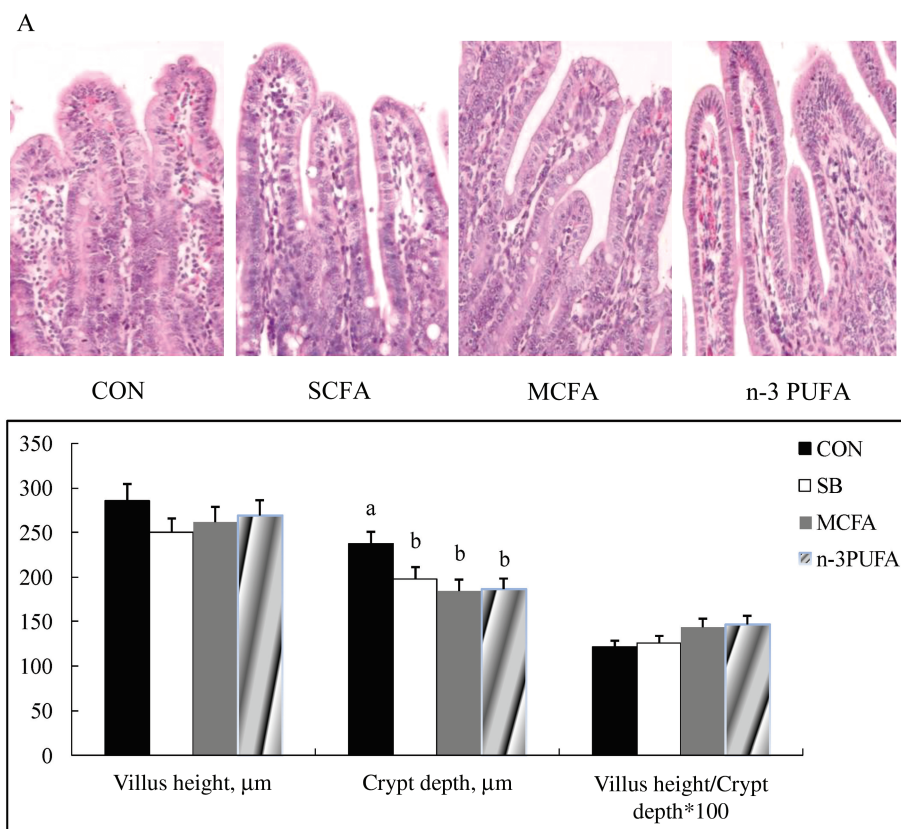 A
CON
SCFA
MCFA
n-3 PUFA
350
300
250
200
150
100
50
0
a
b
b
b
CON
SB
MCFA
n-3PUFA
Villus height, μm
Crypt depth, μm
Villus height/Crypt
depth*100